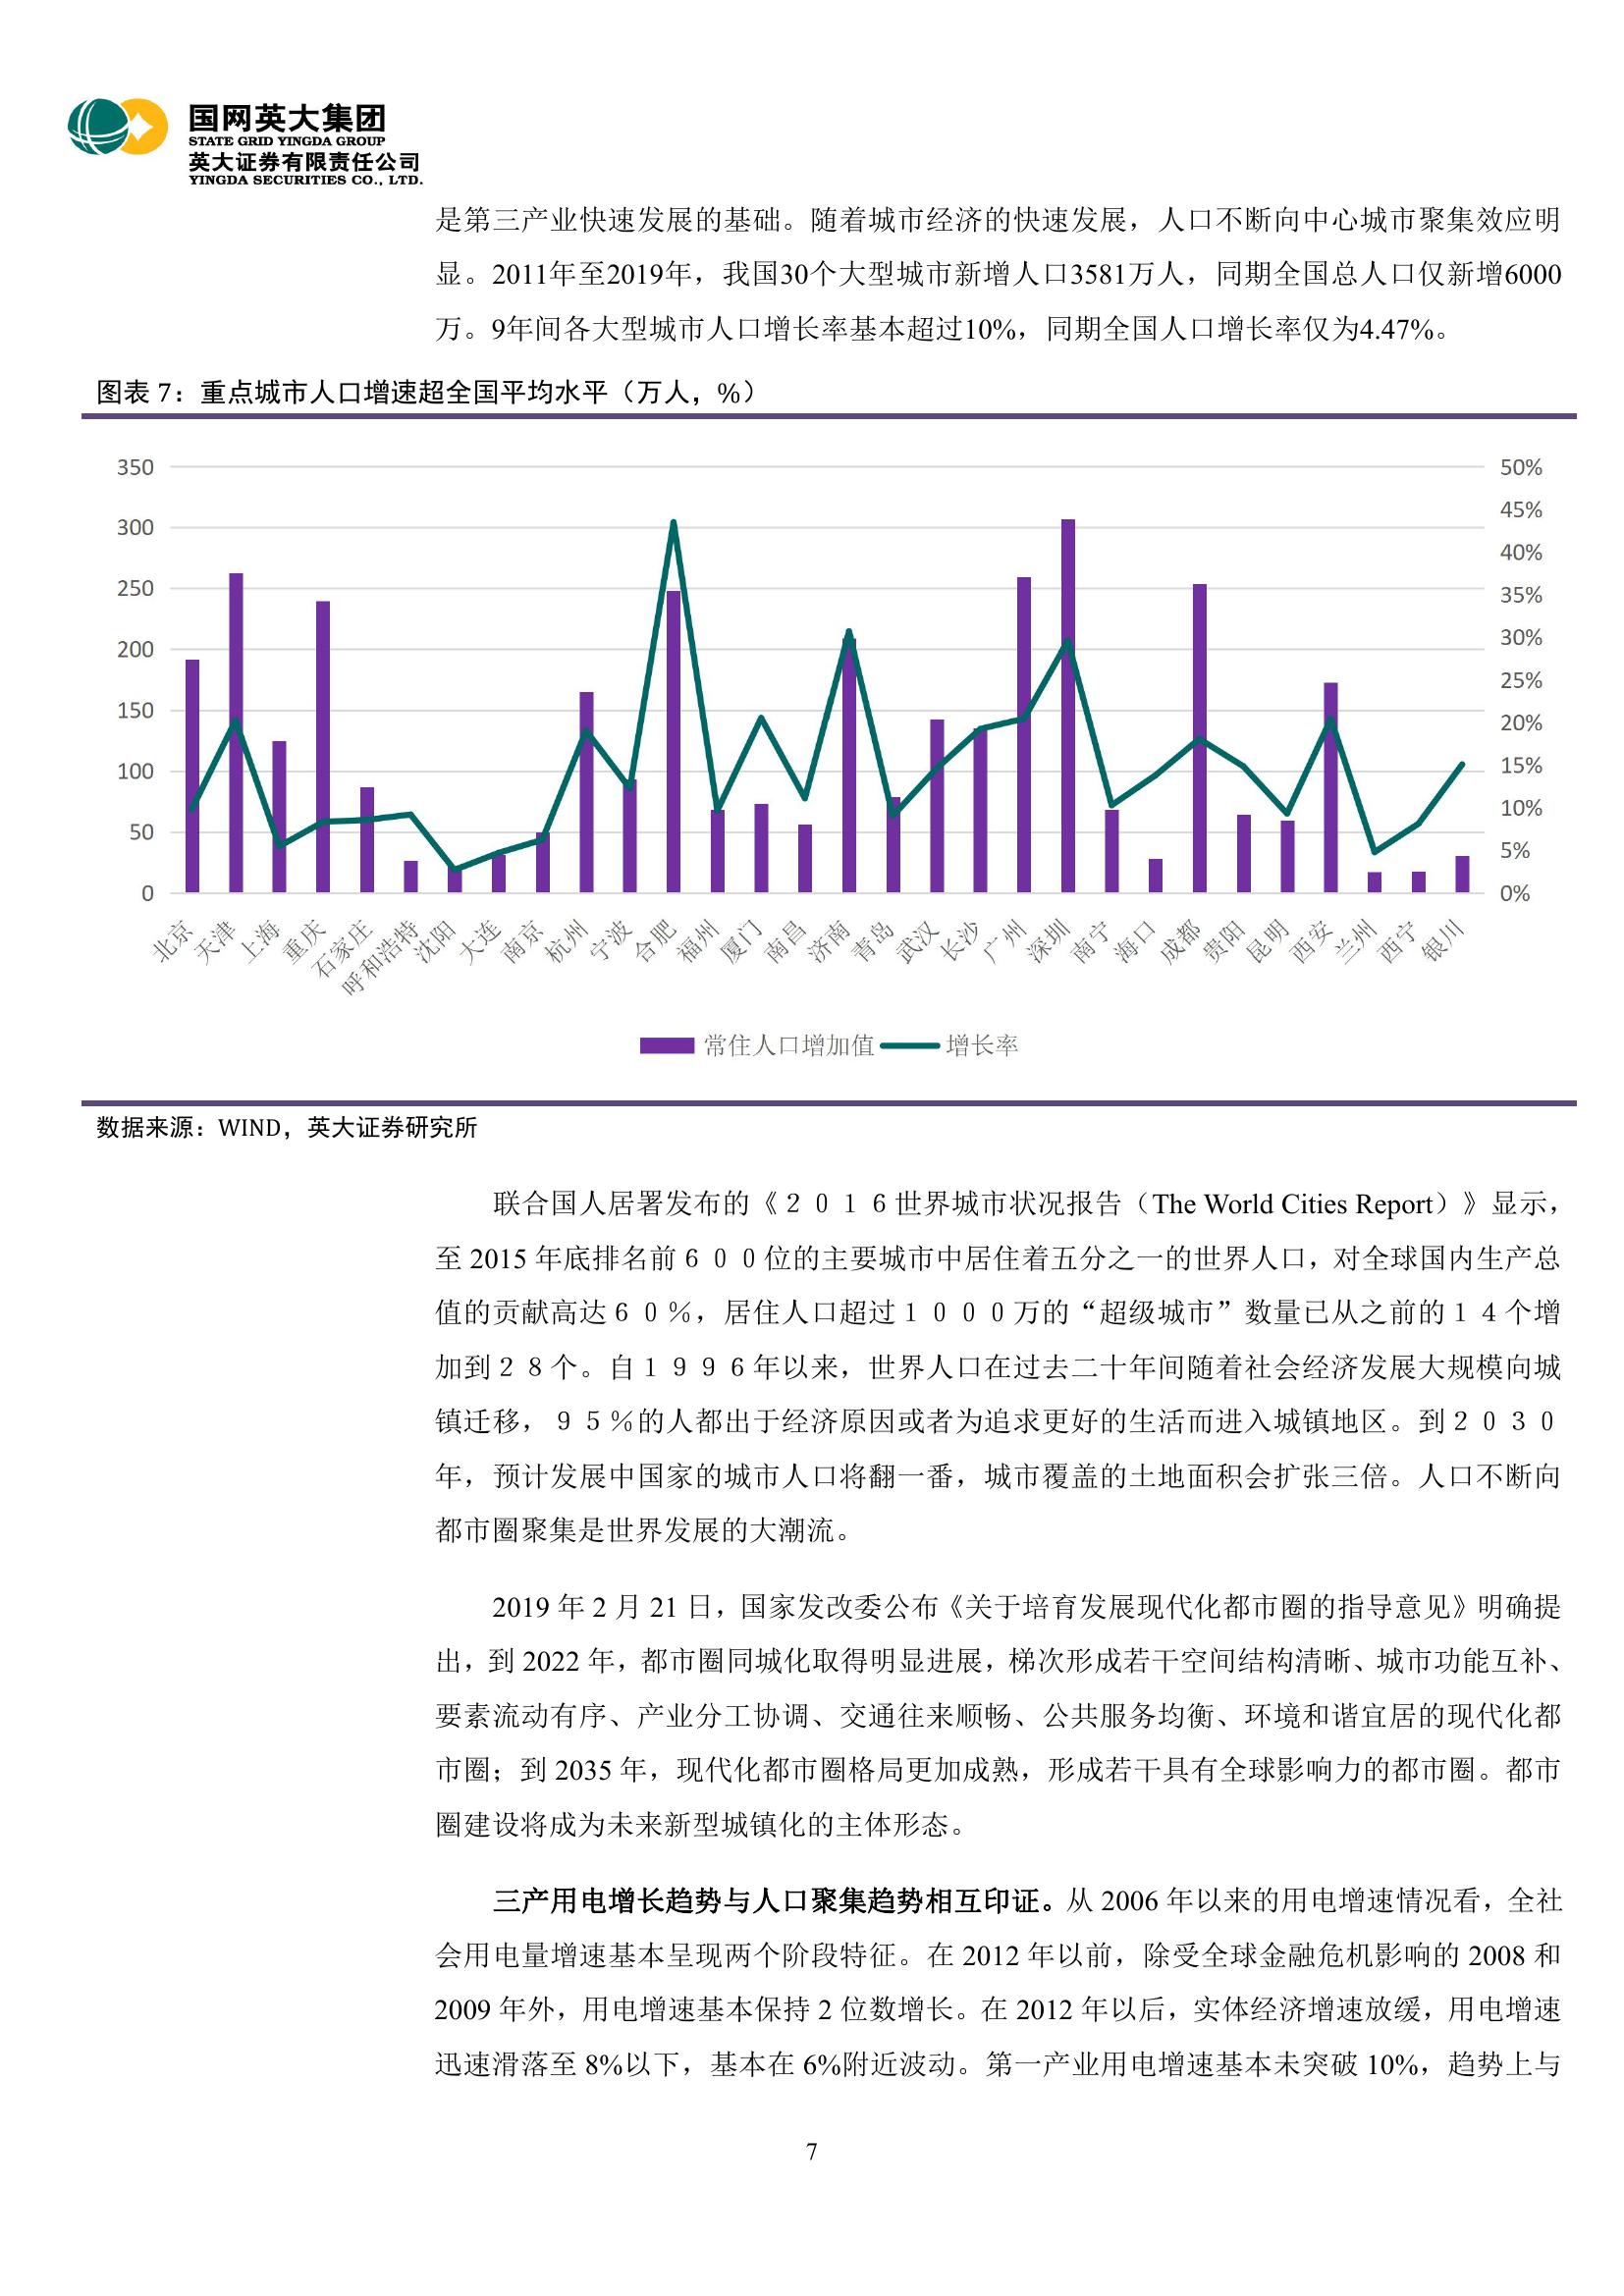 国网英大集团
STATE GRID YINGDA GROUP
英大证券有限责任公司
YINGDA SECURITIES CO., LTD.
是第三产业快速发展的基础。随着城市经济的快速发展，人口不断向中心城市聚集效应明
显。2011年至2019年，我国30个大型城市新增人口3581万人，同期全国总人口仅新增6000
万。9年间各大型城市人口增长率基本超过10%，同期全国人口增长率仅为4.47%。
图表 7：重点城市人口增速超全国平均水平（万人，%）
350
300
250
200
150
100
50
0
50%
45%
40%
35%
30%
25%
20%
15%
10%
5%
0%
北京
天津
上海
重庆
石家庄
呼和浩特
沈阳
大连
南京
杭州
宁波
合肥
福州
厦门
南昌
济南
青岛
武汉
长沙
广州
深圳
南宁
海口
成都
贵阳
昆明
西安
兰州
西宁
银川
常住人口增加值 增长率
数据来源：WIND，英大证券研究所
联合国人居署发布的《２０１６世界城市状况报告（The World Cities Report）》显示，
至 2015 年底排名前６００位的主要城市中居住着五分之一的世界人口，对全球国内生产总
值的贡献高达６０％，居住人口超过１０００万的“超级城市”数量已从之前的１４个增
加到２８个。自１９９６年以来，世界人口在过去二十年间随着社会经济发展大规模向城
镇迁移，９５％的人都出于经济原因或者为追求更好的生活而进入城镇地区。到２０３０
年，预计发展中国家的城市人口将翻一番，城市覆盖的土地面积会扩张三倍。人口不断向
都市圈聚集是世界发展的大潮流。
2019 年 2 月 21 日，国家发改委公布《关于培育发展现代化都市圈的指导意见》明确提
出，到 2022 年，都市圈同城化取得明显进展，梯次形成若干空间结构清晰、城市功能互补、
要素流动有序、产业分工协调、交通往来顺畅、公共服务均衡、环境和谐宜居的现代化都
市圈；到 2035 年，现代化都市圈格局更加成熟，形成若干具有全球影响力的都市圈。都市
圈建设将成为未来新型城镇化的主体形态。
三产用电增长趋势与人口聚集趋势相互印证。从 2006 年以来的用电增速情况看，全社
会用电量增速基本呈现两个阶段特征。在 2012 年以前，除受全球金融危机影响的 2008 和
2009 年外，用电增速基本保持 2 位数增长。在 2012 年以后，实体经济增速放缓，用电增速
迅速滑落至 8%以下，基本在 6%附近波动。第一产业用电增速基本未突破 10%，趋势上与
7